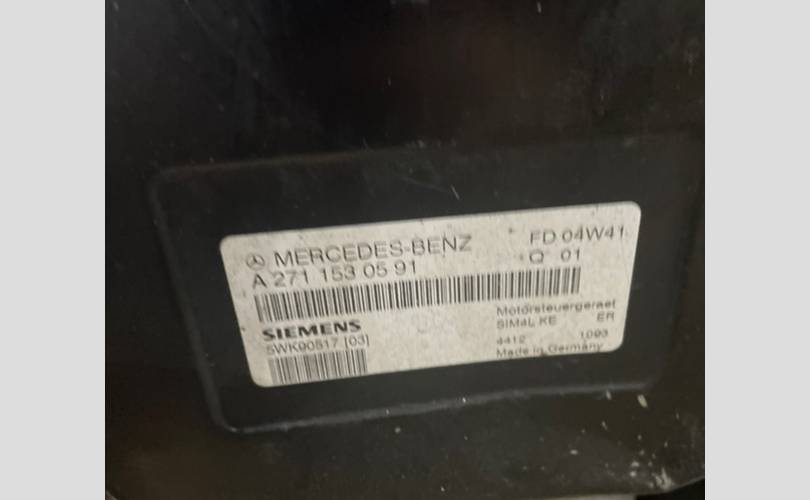 MERCEDES-BENZ FD 04W41
A 271 153 05 91 Q 01
SIEMENS Motorsteuergeraet
5WK90517 [03] SIM4L KE ER
4412 1093
Made in Germany